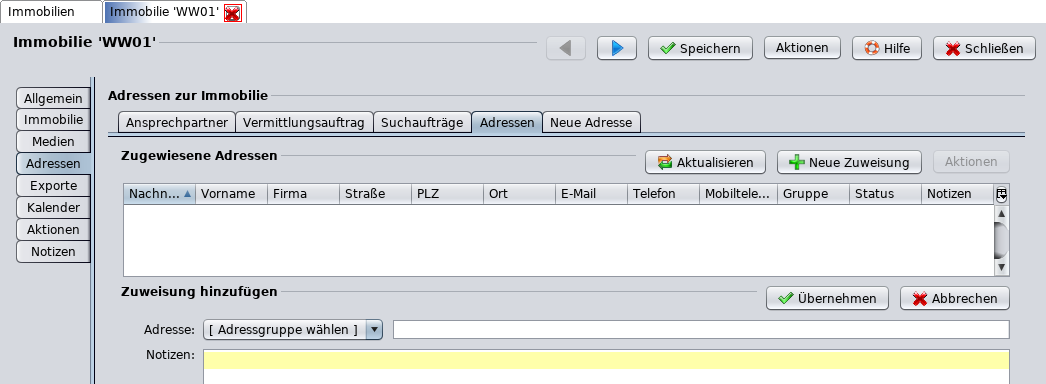 Immobilien Immobilie 'WW01'
Immobilie 'WW01' Speichern Aktionen Hilfe Schließen
Allgemein
Immobilie
Medien
Adressen
Exporte
Kalender
Aktionen
Notizen
Adressen zur Immobilie
Ansprechpartner Vermittlungsauftrag Suchaufträge Adressen Neue Adresse
Zugewiesene Adressen Aktualisieren Neue Zuweisung Aktionen
Nachn... Vorname Firma Straße PLZ Ort E-Mail Telefon Mobiltele... Gruppe Status Notizen
Zuweisung hinzufügen Übernehmen Abbrechen
Adresse: [ Adressgruppe wählen ]
Notizen: